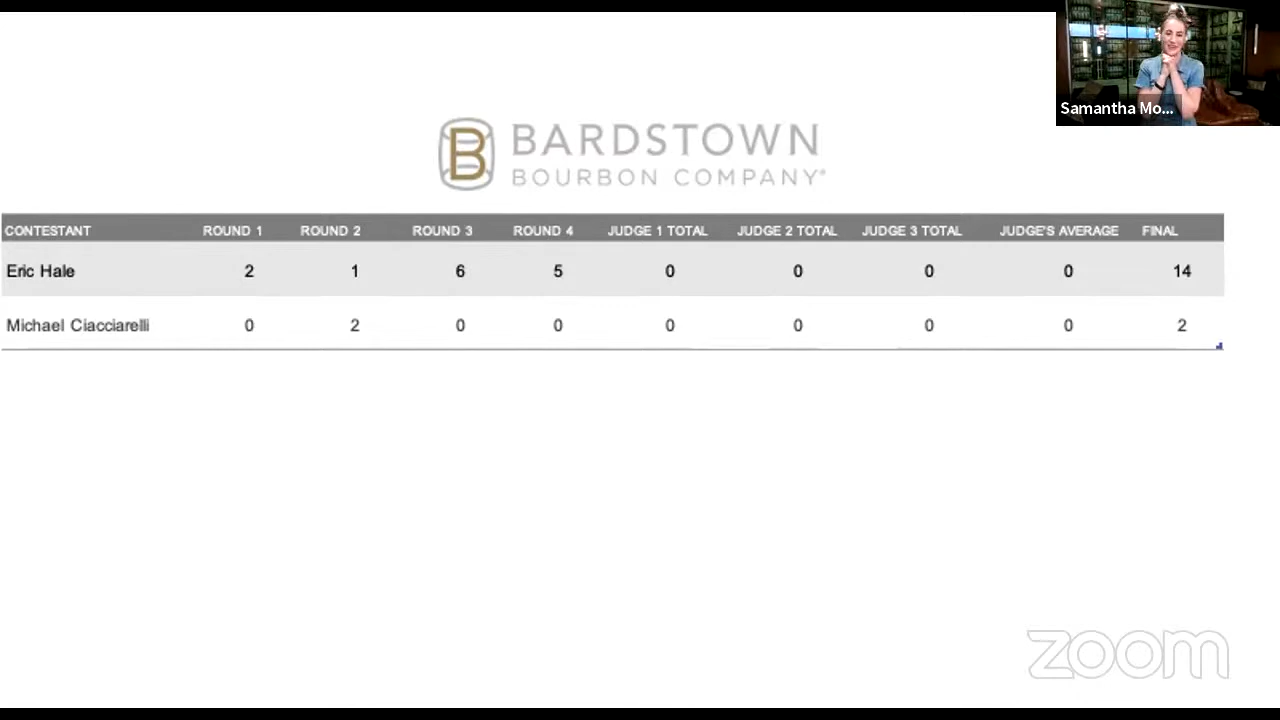 Samantha Mo...
BARDSTOWN
BOURBON COMPANY®
CONTESTANT ROUND 1 ROUND 2 ROUND 3 ROUND 4 JUDGE 1 TOTAL JUDGE 2 TOTAL JUDGE 3 TOTAL JUDGE'S AVERAGE FINAL
Eric Hale 2 1 6 5 0 0 0 0 14
Michael Ciacciarelli 0 2 0 0 0 0 0 0 2
zoom